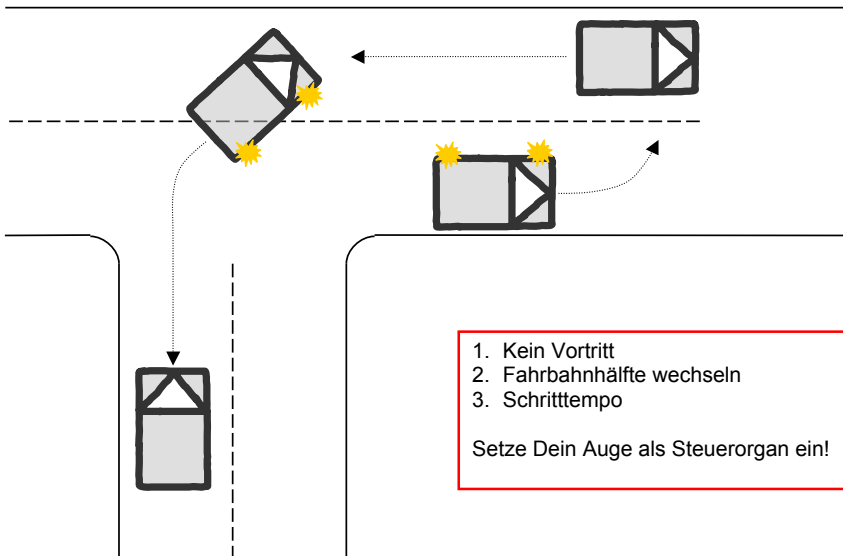 1. Kein Vortritt
2. Fahrbahnhälfte wechseln
3. Schritttempo
Setze Dein Auge als Steuerorgan ein!